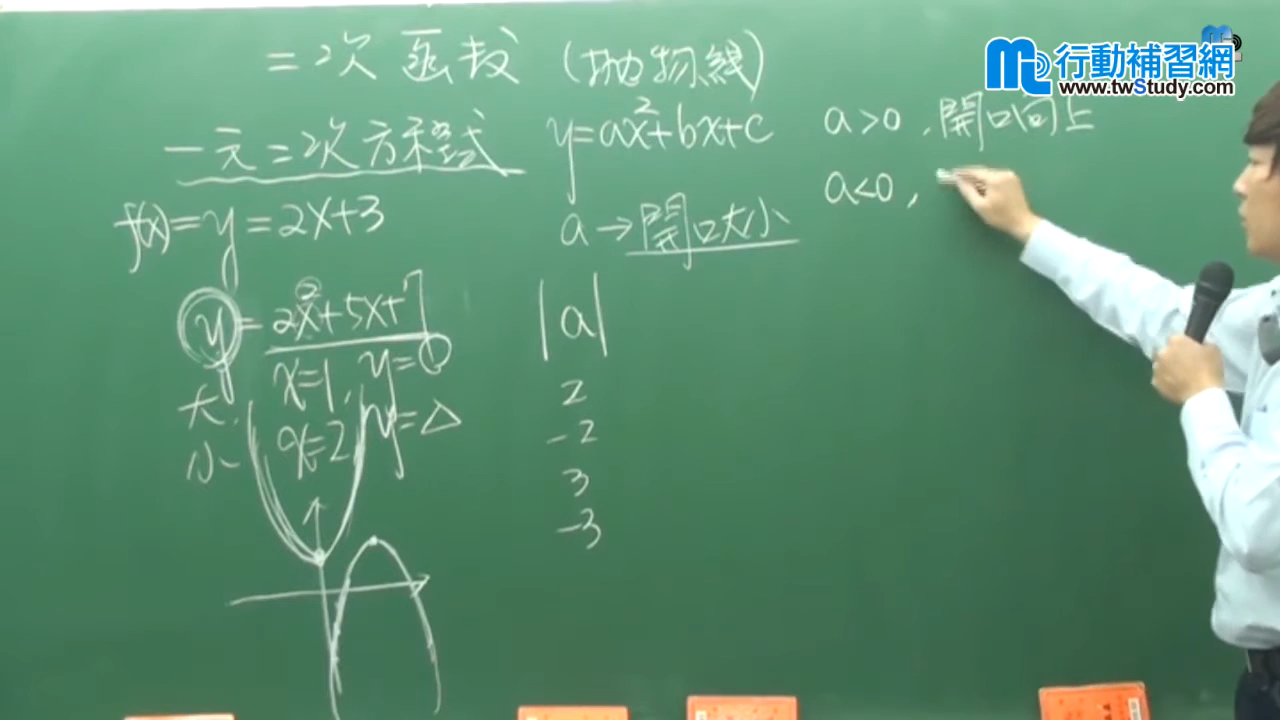 二次函数 (拋物線)
一元二次方程式
f(x)=y=2x+3
y=2x²+5x+7
x=1, y=○
x=2, y=△
大
小
y=ax²+bx+c
a→開口大小
|a|
2
-2
3
-3
a>0, 開口向上
a<0,
行動補習網
www.twStudy.com